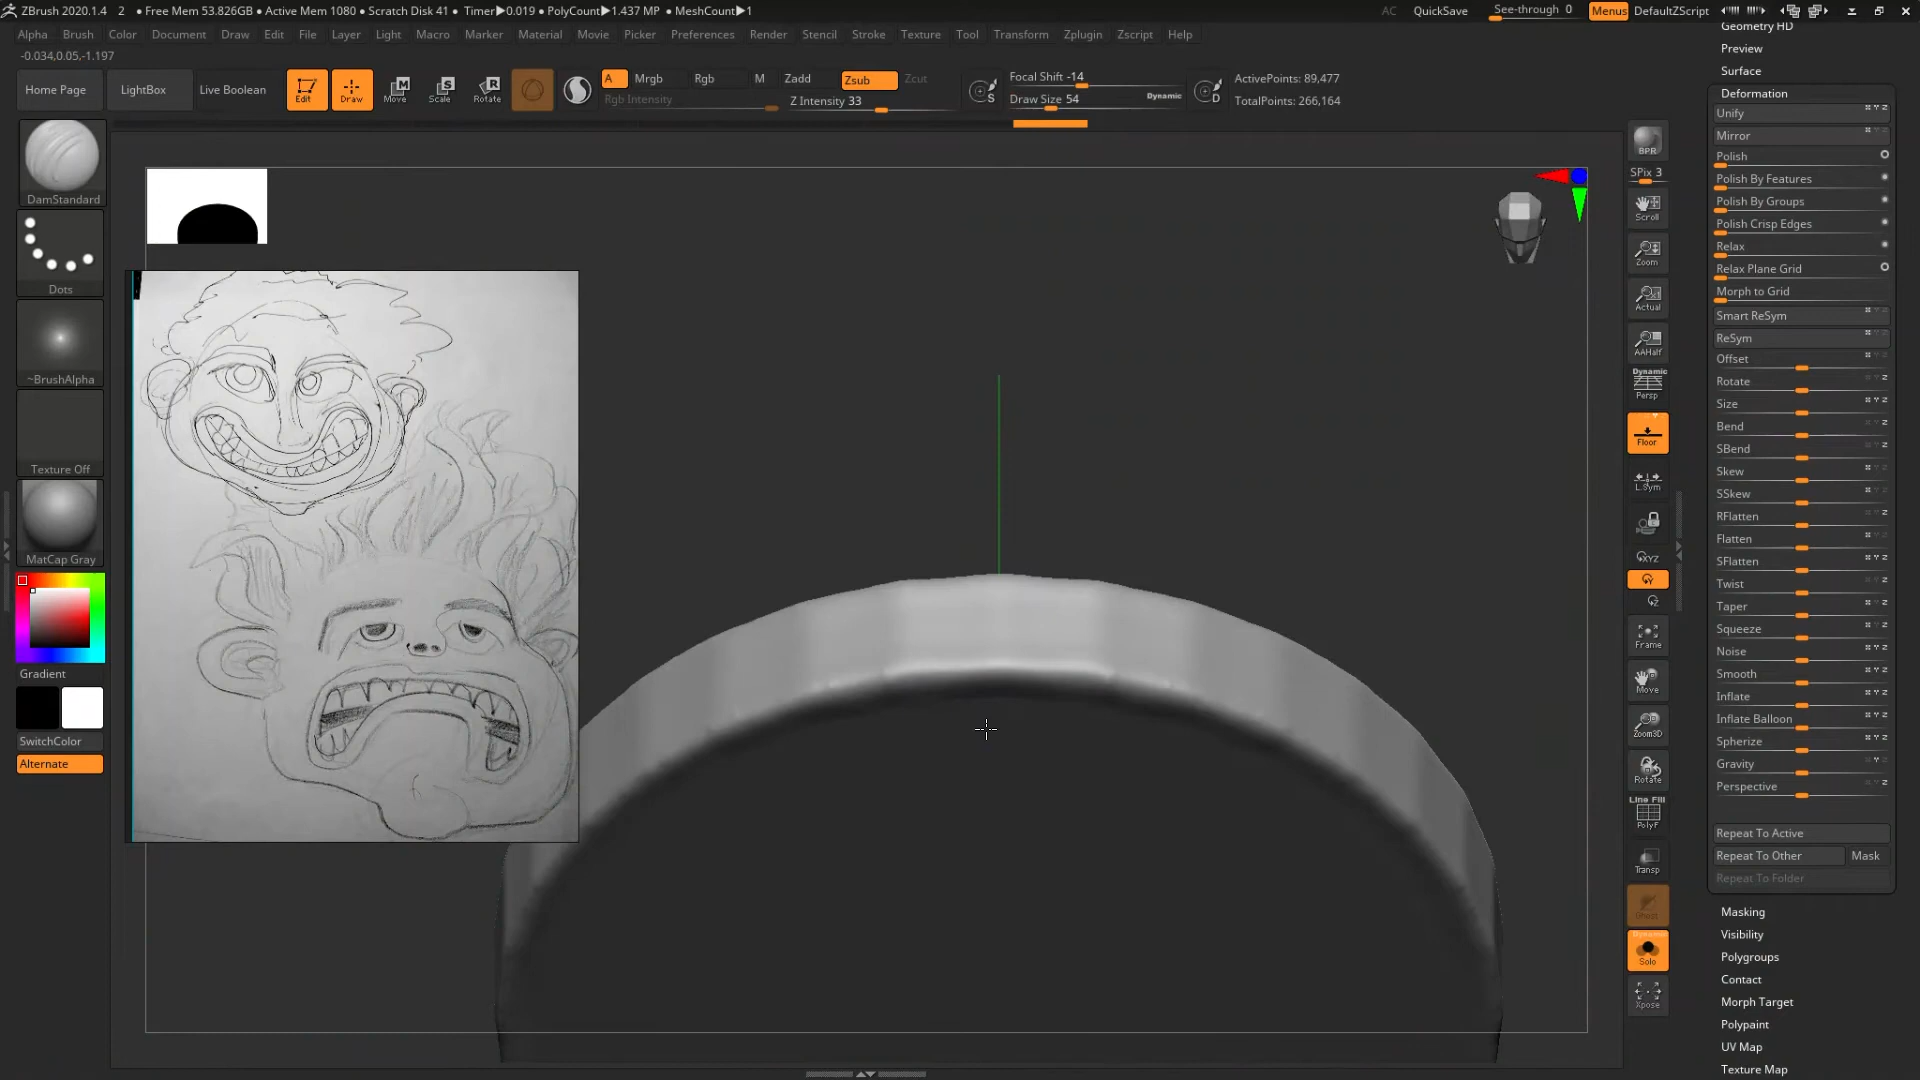 ZBrush 2020.1.4 2 ● Free Mem 53.826GB ● Active Mem 1080 ● Scratch Disk 41 ● Timer▶0.019 ● PolyCount▶1.437 MP ● MeshCount▶1 AC QuickSave See-through 0 Menus DefaultZScript
Alpha Brush Color Document Draw Edit File Layer Light Macro Marker Material Movie Picker Preferences Render Stencil Stroke Texture Tool Transform Zplugin Zscript Help
-0.034,0.05,-1.197
Home Page LightBox Live Boolean Edit Draw Move Scale Rotate
A Mrgb Rgb M Zadd Zsub Zcut
Rgb Intensity Z Intensity 33
Focal Shift -14
Draw Size 54 Dynamic
S D
ActivePoints: 89,477
TotalPoints: 266,164
DamStandard
Dots
~BrushAlpha
Texture Off
MatCap Gray
Gradient
SwitchColor
Alternate
BPR
SPix 3
Scroll
Zoom
Actual
AAHalf
Dynamic
Persp
Floor
L.Sym
XYZ
Y
Z
Frame
Move
Zoom3D
Rotate
Line Fill
PolyF
Transp
Ghost
Dynamic
Solo
Xpose
Geometry HD
Preview
Surface
Deformation
Unify
Mirror
Polish
Polish By Features
Polish By Groups
Polish Crisp Edges
Relax
Relax Plane Grid
Morph to Grid
Smart ReSym
ReSym
Offset
Rotate
Size
Bend
SBend
Skew
SSkew
RFlatten
Flatten
SFlatten
Twist
Taper
Squeeze
Noise
Smooth
Inflate
Inflate Balloon
Spherize
Gravity
Perspective
Repeat To Active
Repeat To Other Mask
Repeat To Folder
Masking
Visibility
Polygroups
Contact
Morph Target
Polypaint
UV Map
Texture Map